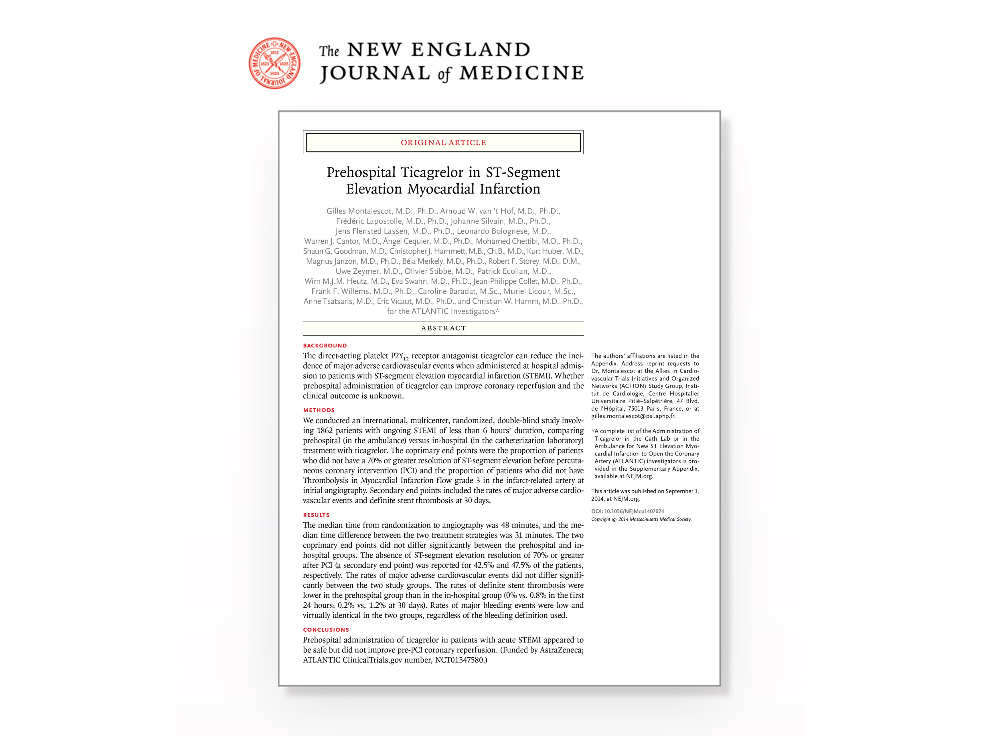 The NEW ENGLAND
JOURNAL of MEDICINE
NEW ENGLAND JOURNAL OF MEDICINE
1812
1823 1828
1928
ORIGINAL ARTICLE
Prehospital Ticagrelor in ST-Segment
Elevation Myocardial Infarction
Gilles Montalescot, M.D., Ph.D., Arnoud W. van ’t Hof, M.D., Ph.D.,
Frédéric Lapostolle, M.D., Ph.D., Johanne Silvain, M.D., Ph.D.,
Jens Flensted Lassen, M.D., Ph.D., Leonardo Bolognese, M.D.,
Warren J. Cantor, M.D., Ángel Cequier, M.D., Ph.D., Mohamed Chettibi, M.D., Ph.D.,
Shaun G. Goodman, M.D., Christopher J. Hammett, M.B., Ch.B., M.D., Kurt Huber, M.D.,
Magnus Janzon, M.D., Ph.D., Béla Merkely, M.D., Ph.D., Robert F. Storey, M.D., D.M.,
Uwe Zeymer, M.D., Olivier Stibbe, M.D., Patrick Ecollan, M.D.,
Wim M.J.M. Heutz, M.D., Eva Swahn, M.D., Ph.D., Jean-Philippe Collet, M.D., Ph.D.,
Frank F. Willems, M.D., Ph.D., Caroline Baradat, M.Sc., Muriel Licour, M.Sc.,
Anne Tsatsaris, M.D., Eric Vicaut, M.D., Ph.D., and Christian W. Hamm, M.D., Ph.D.,
for the ATLANTIC Investigators*
ABSTRACT
BACKGROUND
The direct-acting platelet P2Y12 receptor antagonist ticagrelor can reduce the inci-
dence of major adverse cardiovascular events when administered at hospital admis-
sion to patients with ST-segment elevation myocardial infarction (STEMI). Whether
prehospital administration of ticagrelor can improve coronary reperfusion and the
clinical outcome is unknown.
METHODS
We conducted an international, multicenter, randomized, double-blind study involv-
ing 1862 patients with ongoing STEMI of less than 6 hours’ duration, comparing
prehospital (in the ambulance) versus in-hospital (in the catheterization laboratory)
treatment with ticagrelor. The coprimary end points were the proportion of patients
who did not have a 70% or greater resolution of ST-segment elevation before percuta-
neous coronary intervention (PCI) and the proportion of patients who did not have
Thrombolysis in Myocardial Infarction flow grade 3 in the infarct-related artery at
initial angiography. Secondary end points included the rates of major adverse cardio-
vascular events and definite stent thrombosis at 30 days.
RESULTS
The median time from randomization to angiography was 48 minutes, and the me-
dian time difference between the two treatment strategies was 31 minutes. The two
coprimary end points did not differ significantly between the prehospital and in-
hospital groups. The absence of ST-segment elevation resolution of 70% or greater
after PCI (a secondary end point) was reported for 42.5% and 47.5% of the patients,
respectively. The rates of major adverse cardiovascular events did not differ signifi-
cantly between the two study groups. The rates of definite stent thrombosis were
lower in the prehospital group than in the in-hospital group (0% vs. 0.8% in the first
24 hours; 0.2% vs. 1.2% at 30 days). Rates of major bleeding events were low and
virtually identical in the two groups, regardless of the bleeding definition used.
CONCLUSIONS
Prehospital administration of ticagrelor in patients with acute STEMI appeared to
be safe but did not improve pre-PCI coronary reperfusion. (Funded by AstraZeneca;
ATLANTIC ClinicalTrials.gov number, NCT01347580.)
The authors’ affiliations are listed in the
Appendix. Address reprint requests to
Dr. Montalescot at the Allies in Cardio-
vascular Trials Initiatives and Organized
Networks (ACTION) Study Group, Insti-
tut de Cardiologie, Centre Hospitalier
Universitaire Pitié–Salpêtrière, 47 Blvd.
de l’Hôpital, 75013 Paris, France, or at
gilles.montalescot@psl.aphp.fr.
*A complete list of the Administration of
Ticagrelor in the Cath Lab or in the
Ambulance for New ST Elevation Myo-
cardial Infarction to Open the Coronary
Artery (ATLANTIC) investigators is pro-
vided in the Supplementary Appendix,
available at NEJM.org.
This article was published on September 1,
2014, at NEJM.org.
DOI: 10.1056/NEJMoa1407024
Copyright © 2014 Massachusetts Medical Society.